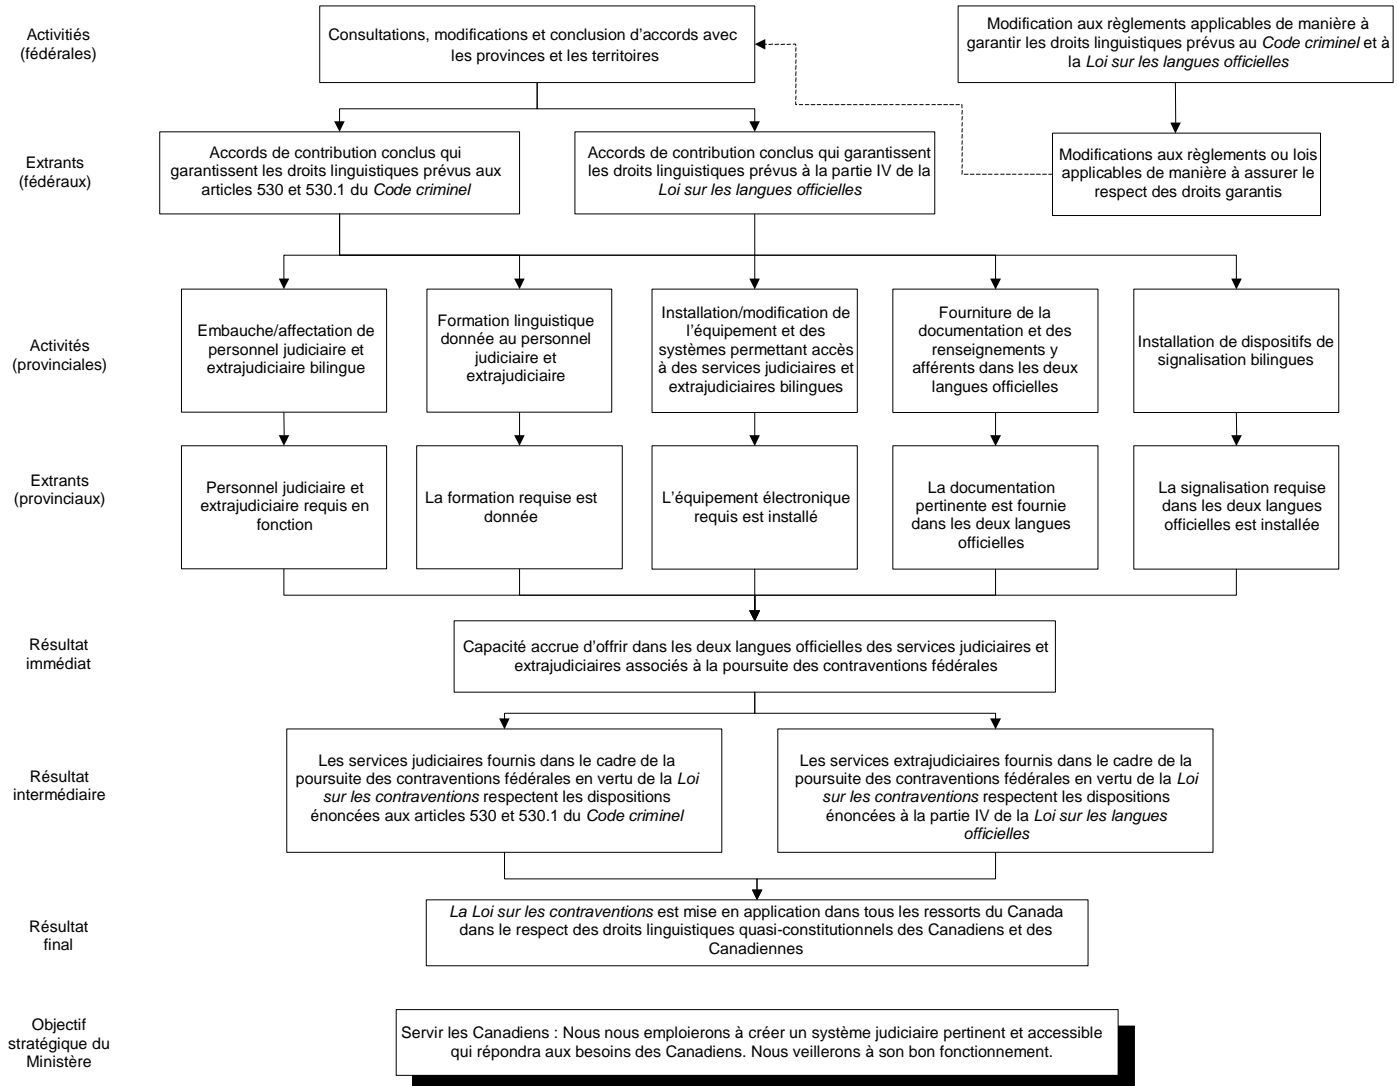 Activités
(fédérales)
Consultations, modifications et conclusion d'accords avec
les provinces et les territoires
Modification aux règlements applicables de manière à
garantir les droits linguistiques prévus au Code criminel et à
la Loi sur les langues officielles
Extrants
(fédéraux)
Accords de contribution conclus qui
garantissent les droits linguistiques prévus aux
articles 530 et 530.1 du Code criminel
Accords de contribution conclus qui garantissent
les droits linguistiques prévus à la partie IV de la
Loi sur les langues officielles
Modifications aux règlements ou lois
applicables de manière à assurer le
respect des droits garantis
Activités
(provinciales)
Embauche/affectation de
personnel judiciaire et
extrajudiciaire bilingue
Formation linguistique
donnée au personnel
judiciaire et
extrajudiciaire
Installation/modification de
l'équipement et des
systèmes permettant accès
à des services judiciaires et
extrajudiciaires bilingues
Fourniture de la
documentation et des
renseignements y
afférents dans les deux
langues officielles
Installation de dispositifs de
signalisation bilingues
Extrants
(provinciaux)
Personnel judiciaire et
extrajudiciaire requis en
fonction
La formation requise est
donnée
L'équipement électronique
requis est installé
La documentation
pertinente est fournie
dans les deux langues
officielles
La signalisation requise
dans les deux langues
officielles est installée
Résultat
immédiat
Capacité accrue d'offrir dans les deux langues officielles des services judiciaires et
extrajudiciaires associés à la poursuite des contraventions fédérales
Résultat
intermédiaire
Les services judiciaires fournis dans le cadre de la
poursuite des contraventions fédérales en vertu de la Loi
sur les contraventions respectent les dispositions
énoncées aux articles 530 et 530.1 du Code criminel
Les services extrajudiciaires fournis dans le cadre de la
poursuite des contraventions fédérales en vertu de la Loi
sur les contraventions respectent les dispositions
énoncées à la partie IV de la Loi sur les langues
officielles
Résultat
final
La Loi sur les contraventions est mise en application dans tous les ressorts du Canada
dans le respect des droits linguistiques quasi-constitutionnels des Canadiens et des
Canadiennes
Objectif
stratégique du
Ministère
Servir les Canadiens : Nous nous emploierons à créer un système judiciaire pertinent et accessible
qui répondra aux besoins des Canadiens. Nous veillerons à son bon fonctionnement.